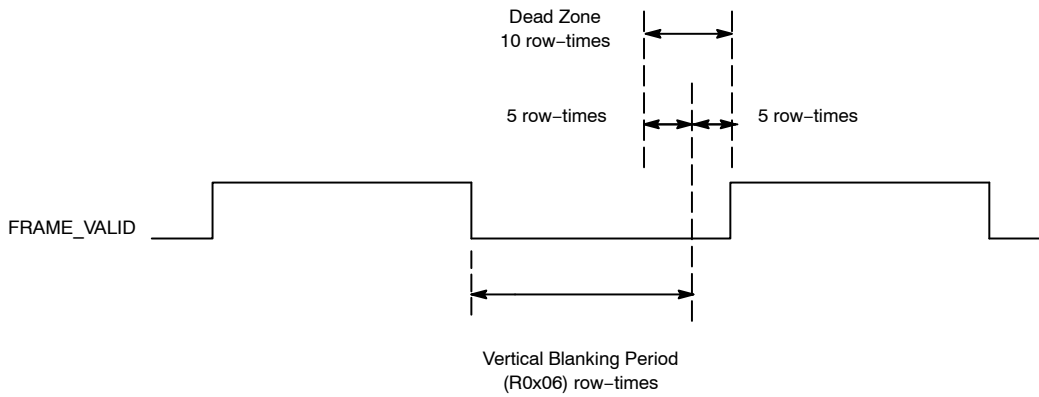 Dead Zone
10 row−times
5 row−times
5 row−times
FRAME_VALID
Vertical Blanking Period
(R0x06) row−times